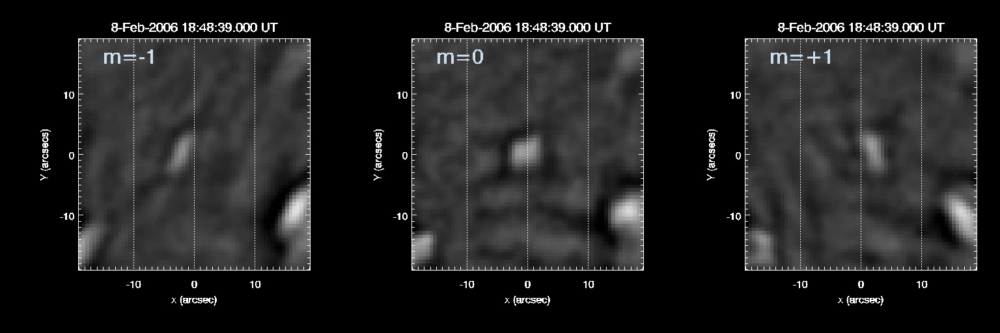 8-Feb-2006 18:48:39.000 UT
m=-1
10
0
-10
Y (arcsecs)
-10 0 10
x (arcsec)
8-Feb-2006 18:48:39.000 UT
m=0
10
0
-10
Y (arcsecs)
-10 0 10
x (arcsec)
8-Feb-2006 18:48:39.000 UT
m=+1
10
0
-10
Y (arcsecs)
-10 0 10
x (arcsec)